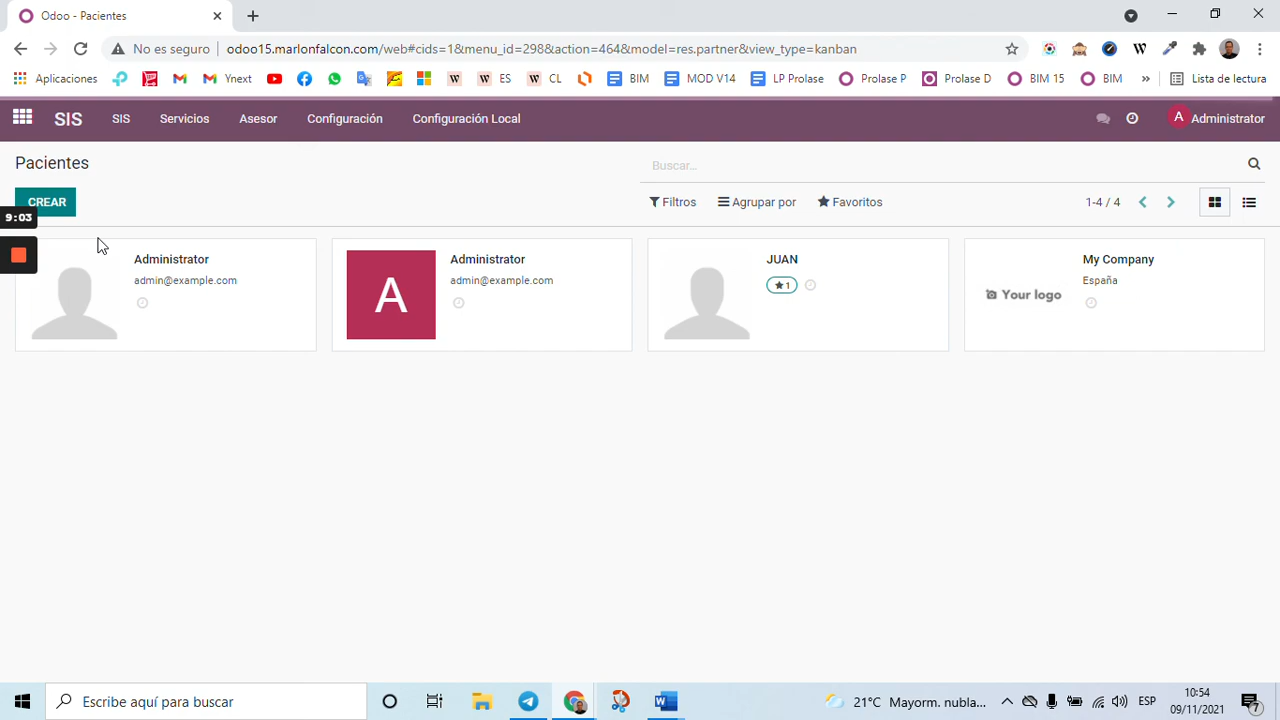 Odoo - Pacientes
No es seguro
odoo15.marlonfalcon.com/web#cids=1&menu_id=298&action=464&model=res.partner&view_type=kanban
Aplicaciones
Ynext
ES
CL
BIM
MOD V14
LP Prolase
Prolase P
Prolase D
BIM 15
BIM
»
Lista de lectura
SIS
SIS
Servicios
Asesor
Configuración
Configuración Local
A
Administrator
Pacientes
Buscar...
CREAR
Filtros
Agrupar por
Favoritos
1-4 / 4
9:03
Administrator
admin@example.com
A
Administrator
admin@example.com
JUAN
1
Your logo
My Company
España
Escribe aquí para buscar
21°C Mayorm. nubla...
ESP
10:54
09/11/2021
7